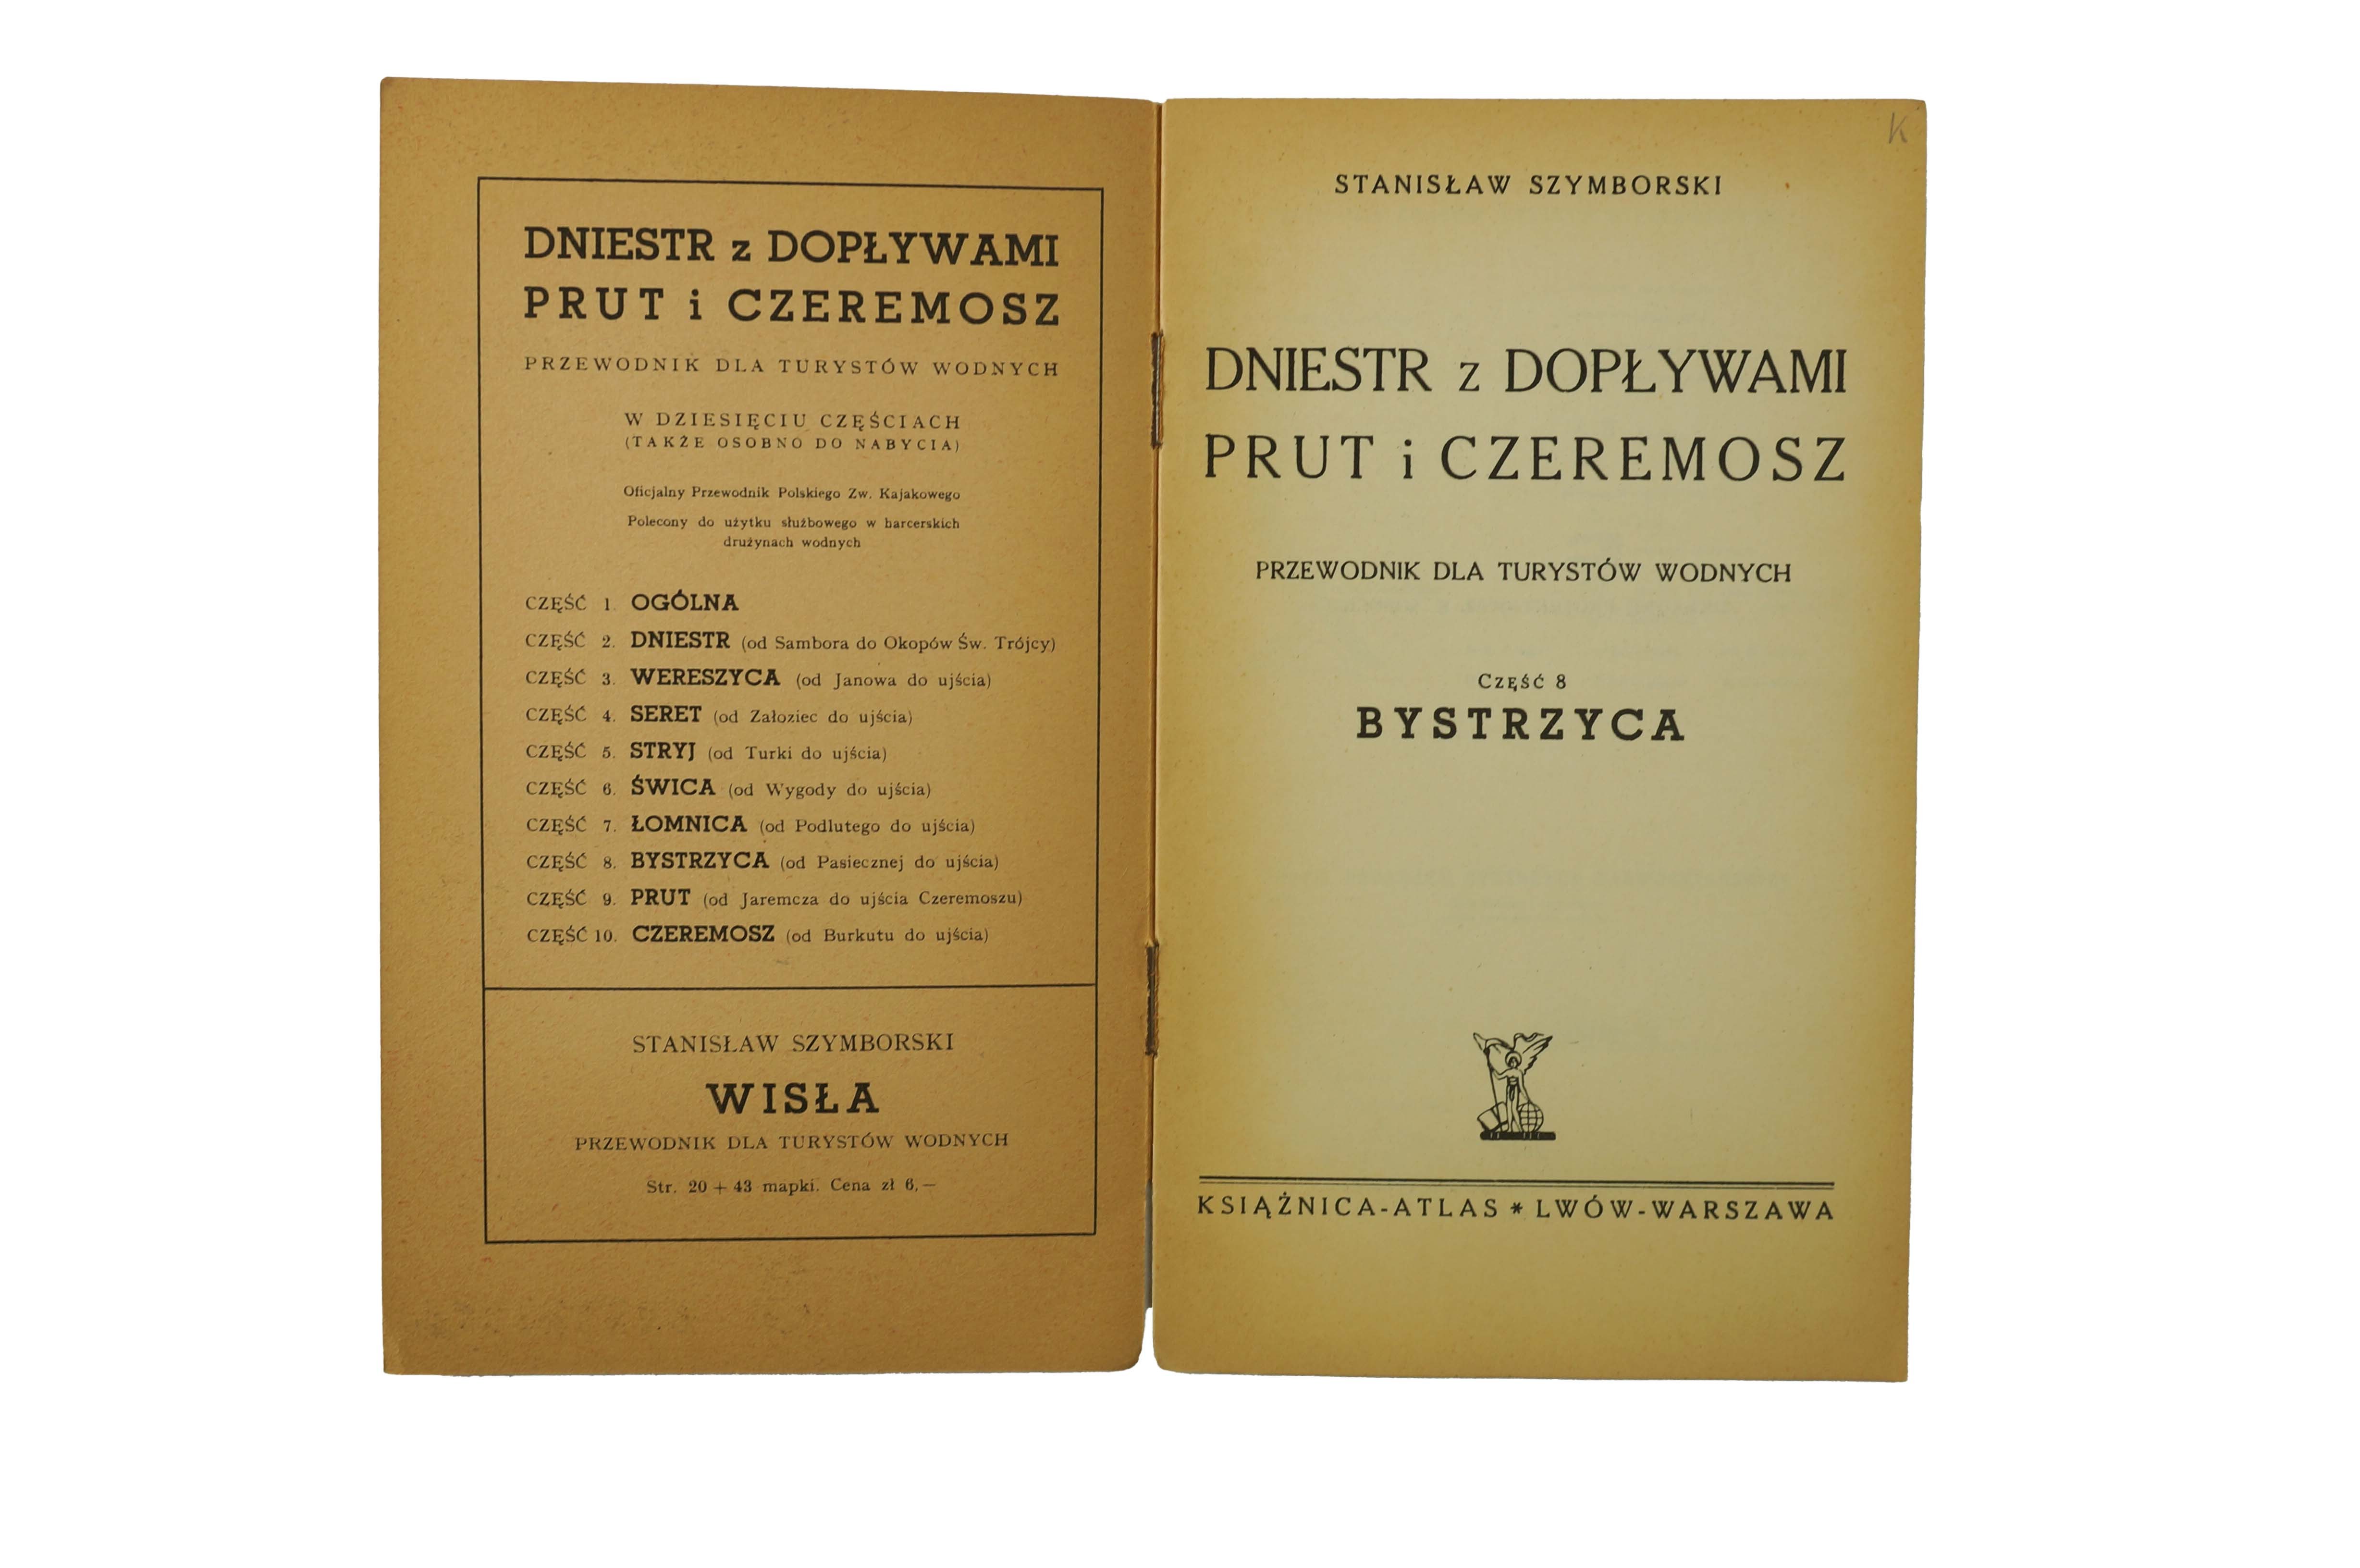 DNIESTR z DOPŁYWAMI
PRUT i CZEREMOSZ
PRZEWODNIK DLA TURYSTÓW WODNYCH
W DZIESIĘCIU CZĘŚCIACH
(TAKŻE OSOBNO DO NABYCIA)
Oficjalny Przewodnik Polskiego Zw. Kajakowego
Polecony do użytku służbowego w harcerskich
drużynach wodnych
CZĘŚĆ 1. OGÓLNA
CZĘŚĆ 2. DNIESTR (od Sambora do Okopów Św. Trójcy)
CZĘŚĆ 3. WERESZYCA (od Janowa do ujścia)
CZĘŚĆ 4. SERET (od Załoziec do ujścia)
CZĘŚĆ 5. STRYJ (od Turki do ujścia)
CZĘŚĆ 6. ŚWICA (od Wygody do ujścia)
CZĘŚĆ 7. ŁOMNICA (od Podlutego do ujścia)
CZĘŚĆ 8. BYSTRZYCA (od Pasiecznej do ujścia)
CZĘŚĆ 9. PRUT (od Jaremcza do ujścia Czeremoszu)
CZĘŚĆ 10. CZEREMOSZ (od Burkutu do ujścia)
STANISŁAW SZYMBORSKI
WISŁA
PRZEWODNIK DLA TURYSTÓW WODNYCH
Str. 20 + 43 mapki. Cena zł 6,—
K
STANISŁAW SZYMBORSKI
DNIESTR z DOPŁYWAMI
PRUT i CZEREMOSZ
PRZEWODNIK DLA TURYSTÓW WODNYCH
CZĘŚĆ 8
BYSTRZYCA
KSIĄŻNICA-ATLAS * LWÓW-WARSZAWA